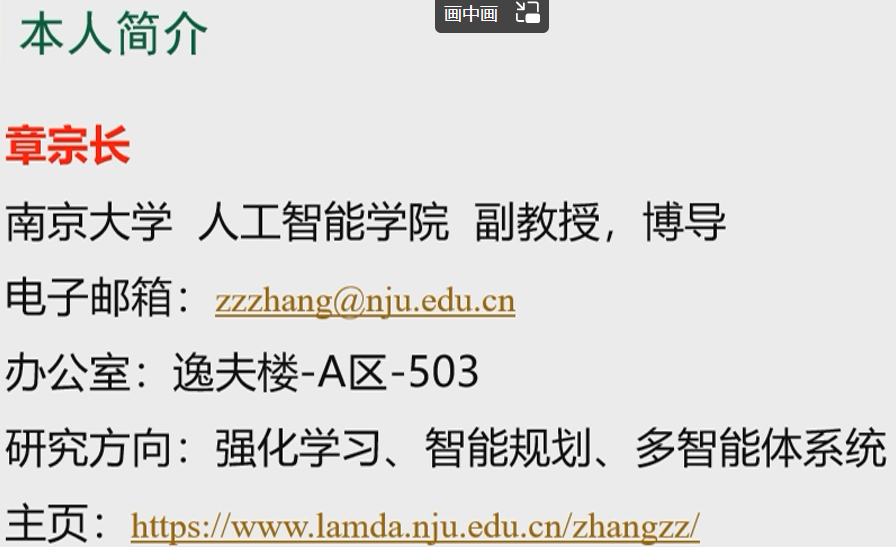 画中画
本人简介
章宗长
南京大学 人工智能学院 副教授，博导
电子邮箱：zzzhang@nju.edu.cn
办公室：逸夫楼-A区-503
研究方向：强化学习、智能规划、多智能体系统
主页：https://www.lamda.nju.edu.cn/zhangzz/